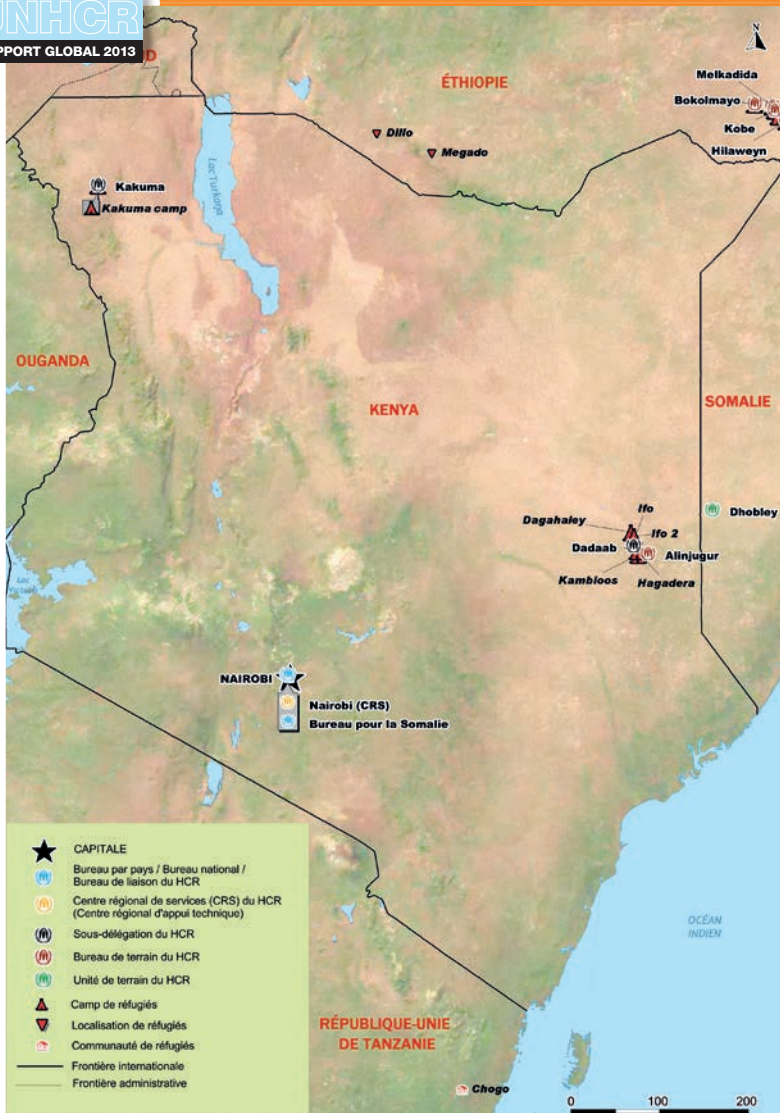 UNHCR
PPORT GLOBAL 2013
D
ÉTHIOPIE
Melkadida
Bokolmayo
Kobe
Hilaweyn
Dillo
Megado
Kakuma
Kakuma camp
Lac Turkana
OUGANDA
KENYA
SOMALIE
Dagahaley
Ifo
Ifo 2
Dhobley
Dadaab
Alinjugur
Kambioos
Hagadera
Lac
NAIROBI
Nairobi (CRS)
Bureau pour la Somalie
CAPITALE
Bureau par pays / Bureau national /
Bureau de liaison du HCR
Centre régional de services (CRS) du HCR
(Centre régional d'appui technique)
Sous-délégation du HCR
Bureau de terrain du HCR
Unité de terrain du HCR
Camp de réfugiés
Localisation de réfugiés
Communauté de réfugiés
Frontière internationale
Frontière administrative
OCÉAN
INDIEN
RÉPUBLIQUE-UNIE
DE TANZANIE
Chogo
0 100 200